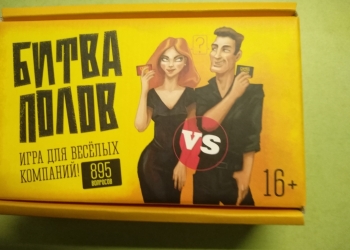 БИТВА
ПОЛОВ
ИГРА ДЛЯ ВЕСЁЛЫХ
КОМПАНИЙ!
895
ВОПРОСОВ
VS
16+